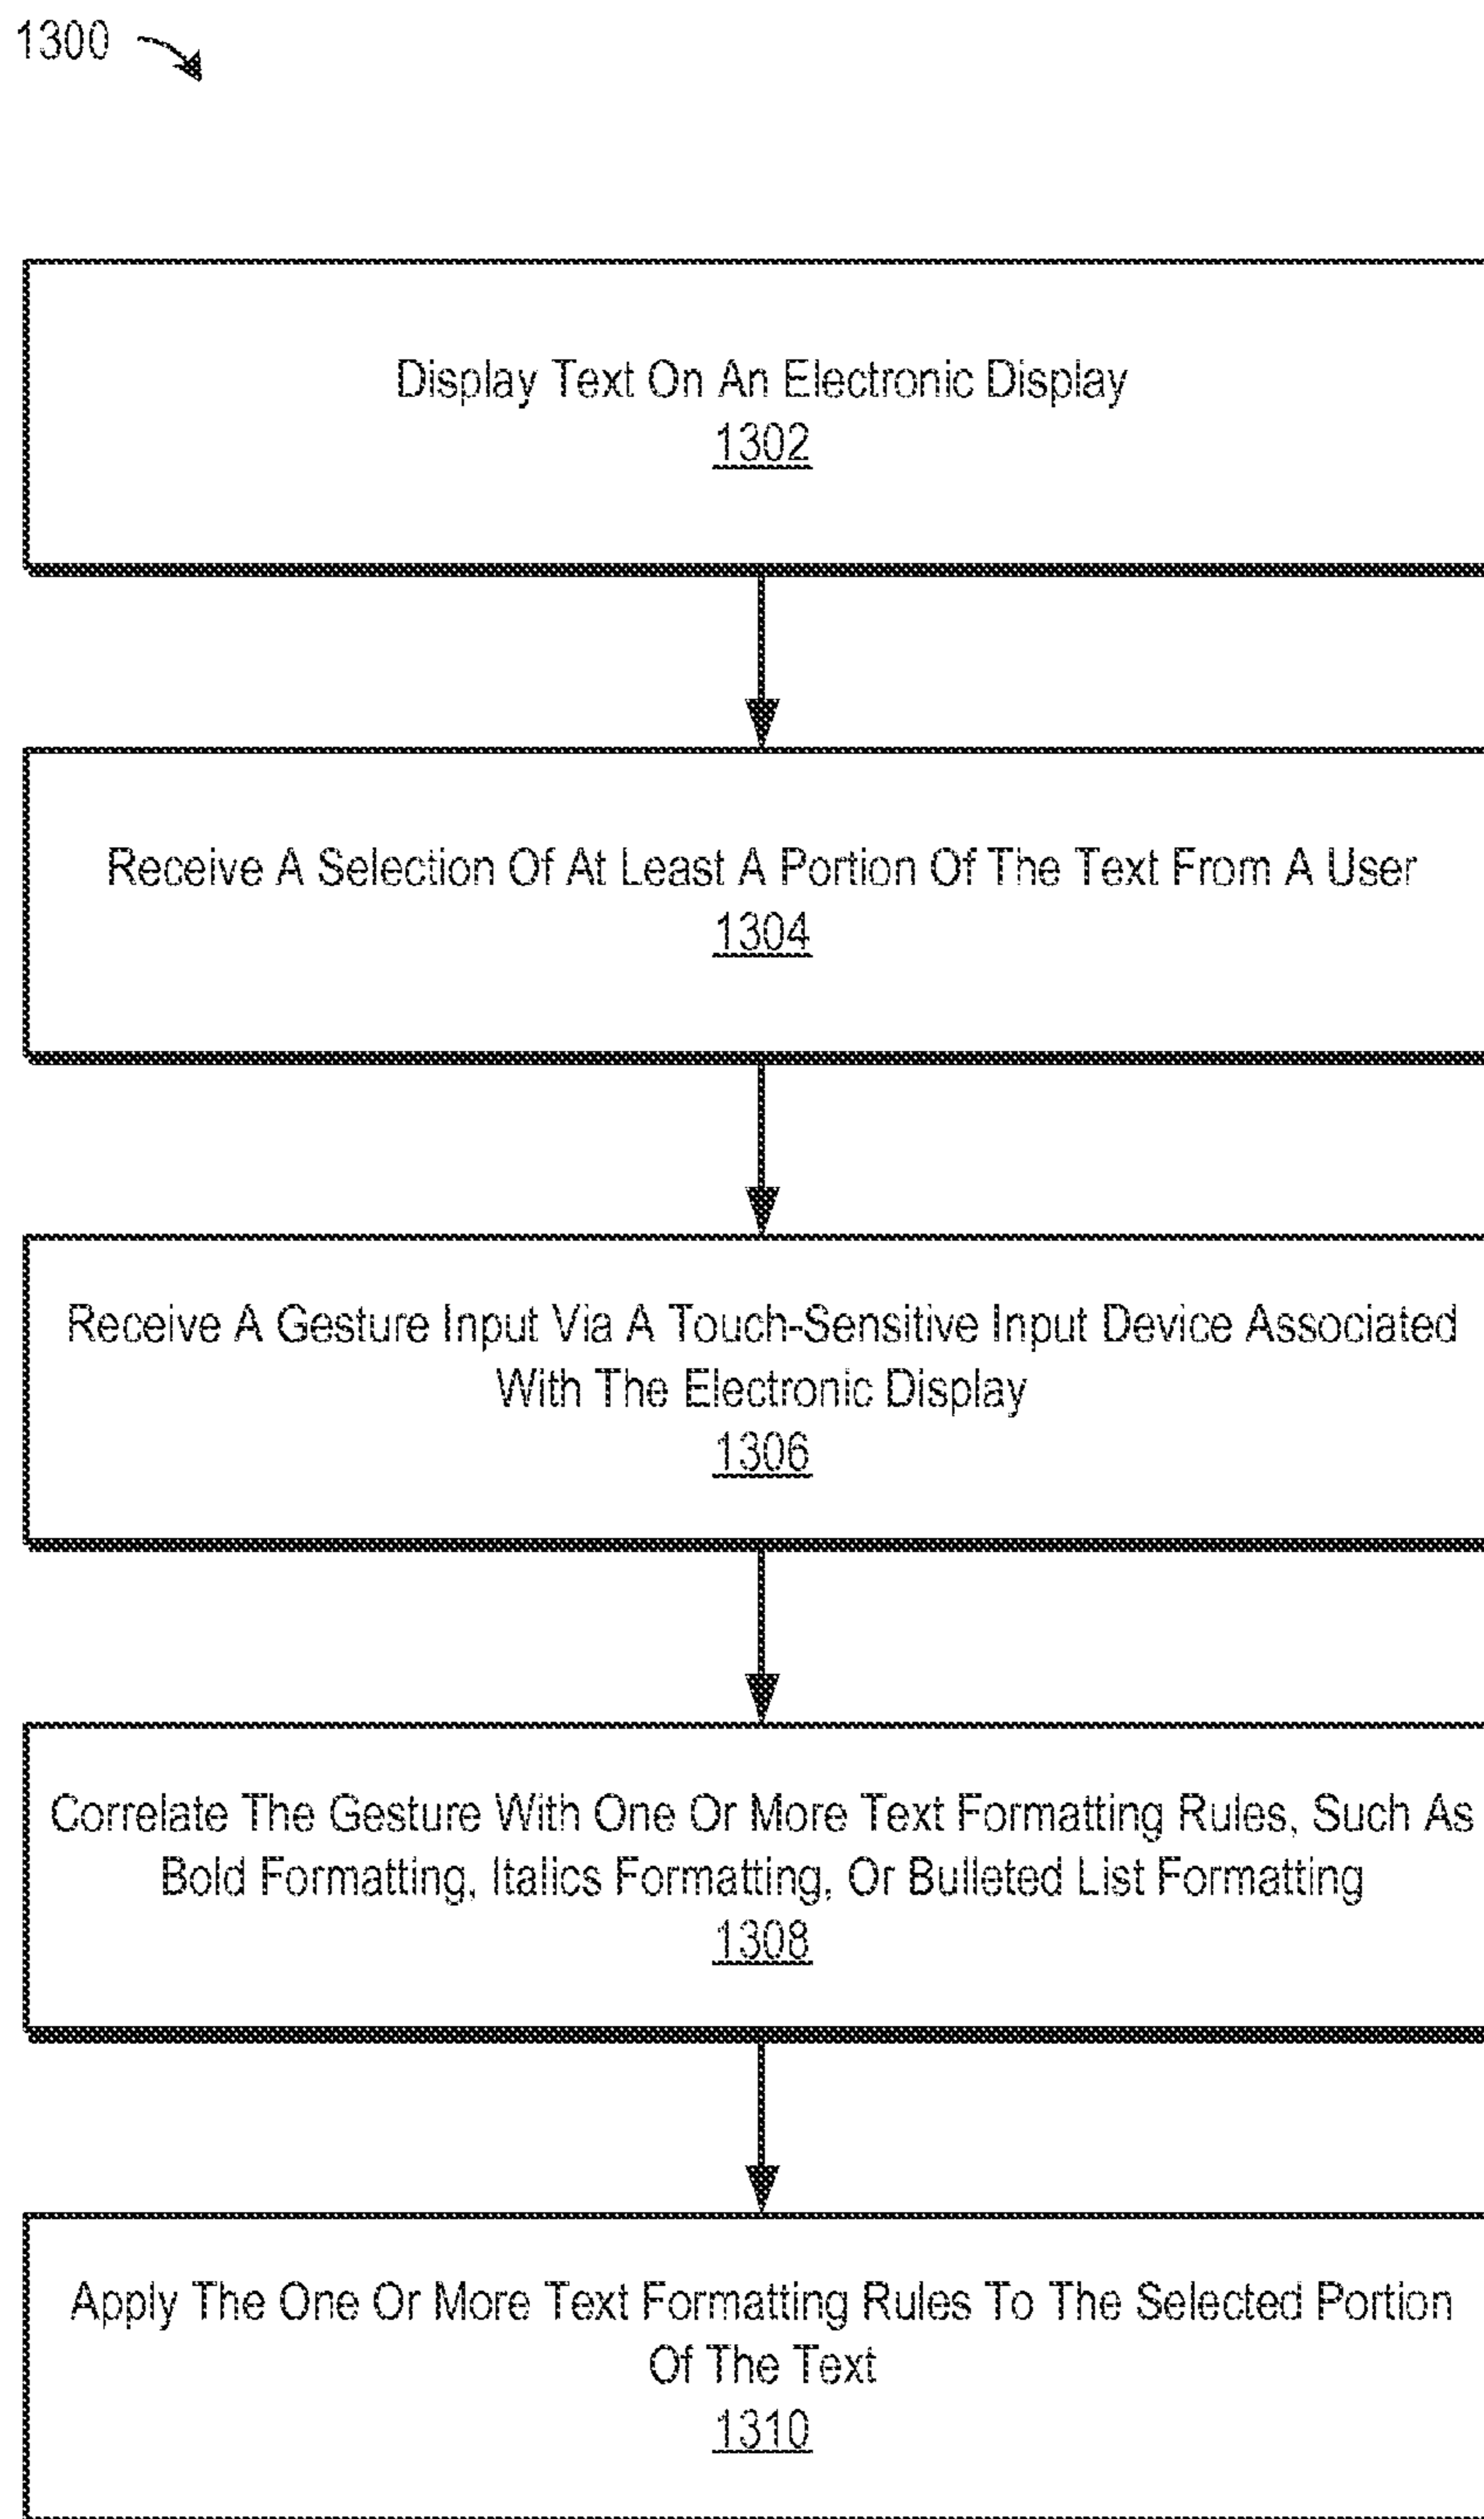 1300
Display Text On An Electronic Display
1302
Receive A Selection Of At Least A Portion Of The Text From A User
1304
Receive A Gesture Input Via A Touch-Sensitive Input Device Associated
With The Electronic Display
1306
Correlate The Gesture With One Or More Text Formatting Rules, Such As
Bold Formatting, Italics Formatting, Or Bulleted List Formatting
1308
Apply The One Or More Text Formatting Rules To The Selected Portion
Of The Text
1310